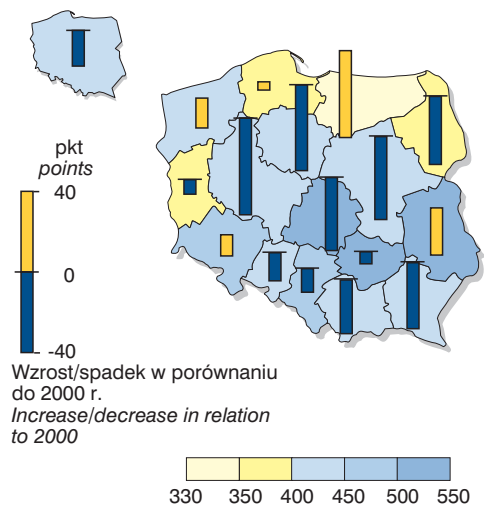 pkt
points
40
0
-40
Wzrost/spadek w porównaniu
do 2000 r.
Increase/decrease in relation
to 2000
330 350 400 450 500 550